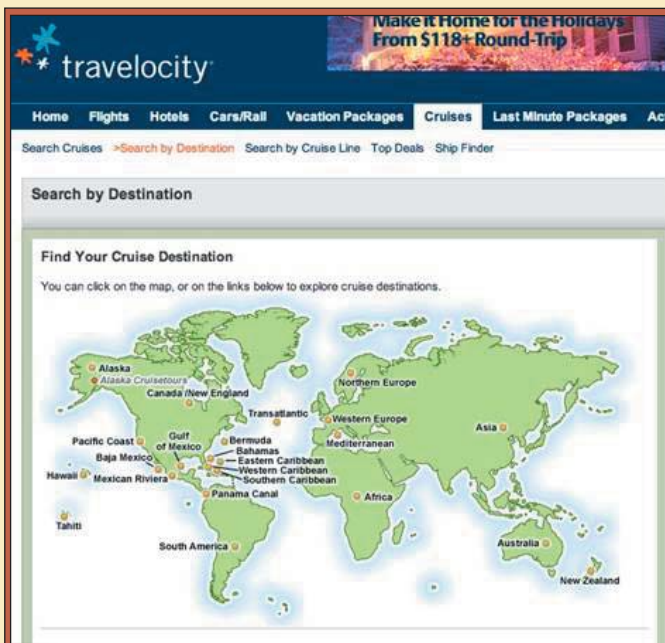 Make it Home for the Holidays
From $118+ Round-Trip
travelocity
Home Flights Hotels Cars/Rail Vacation Packages Cruises Last Minute Packages Ac
Search Cruises >Search by Destination Search by Cruise Line Top Deals Ship Finder
Search by Destination
Find Your Cruise Destination
You can click on the map, or on the links below to explore cruise destinations.
Alaska
Alaska Cruisetours
Canada /New England
Northern Europe
Transatlantic
Western Europe
Asia
Pacific Coast
Gulf
of Mexico
Bermuda
Mediterranean
Bahamas
Baja Mexico
Eastern Caribbean
Western Caribbean
Hawaii
Mexican Riviera
Southern Caribbean
Panama Canal
Africa
Tahiti
South America
Australia
New Zealand